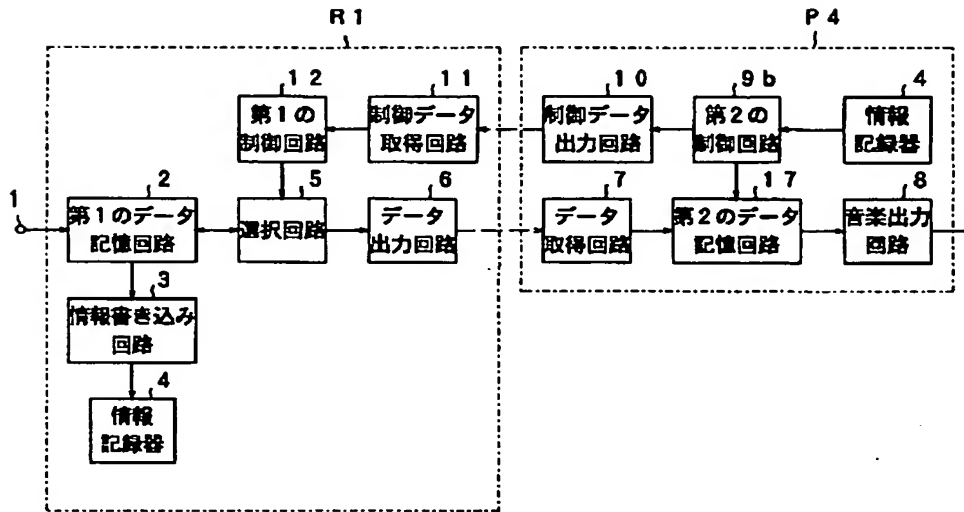 R1
P4
12
11
10
9b
4
第1の
制御回路
制御データ
取得回路
制御データ
出力回路
第2の
制御回路
情報
記録器
1
2
5
6
7
17
8
第1のデータ
記憶回路
選択回路
データ
出力回路
データ
取得回路
第2のデータ
記憶回路
音楽出力
回路
3
情報書き込み
回路
4
情報
記録器